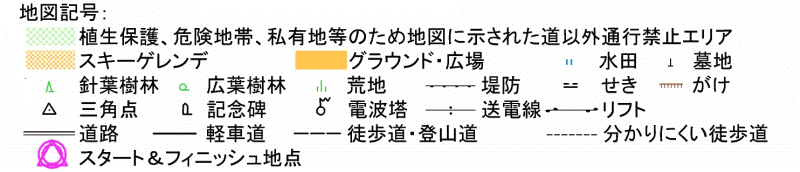 地図記号:
植生保護、危険地帯、私有地等のため地図に示された道以外通行禁止エリア
スキーゲレンデ グラウンド・広場 水田 墓地
針葉樹林 広葉樹林 荒地 堤防 せき がけ
三角点 記念碑 電波塔 送電線 リフト
道路 軽車道 徒歩道・登山道 分かりにくい徒歩道
スタート&フィニッシュ地点